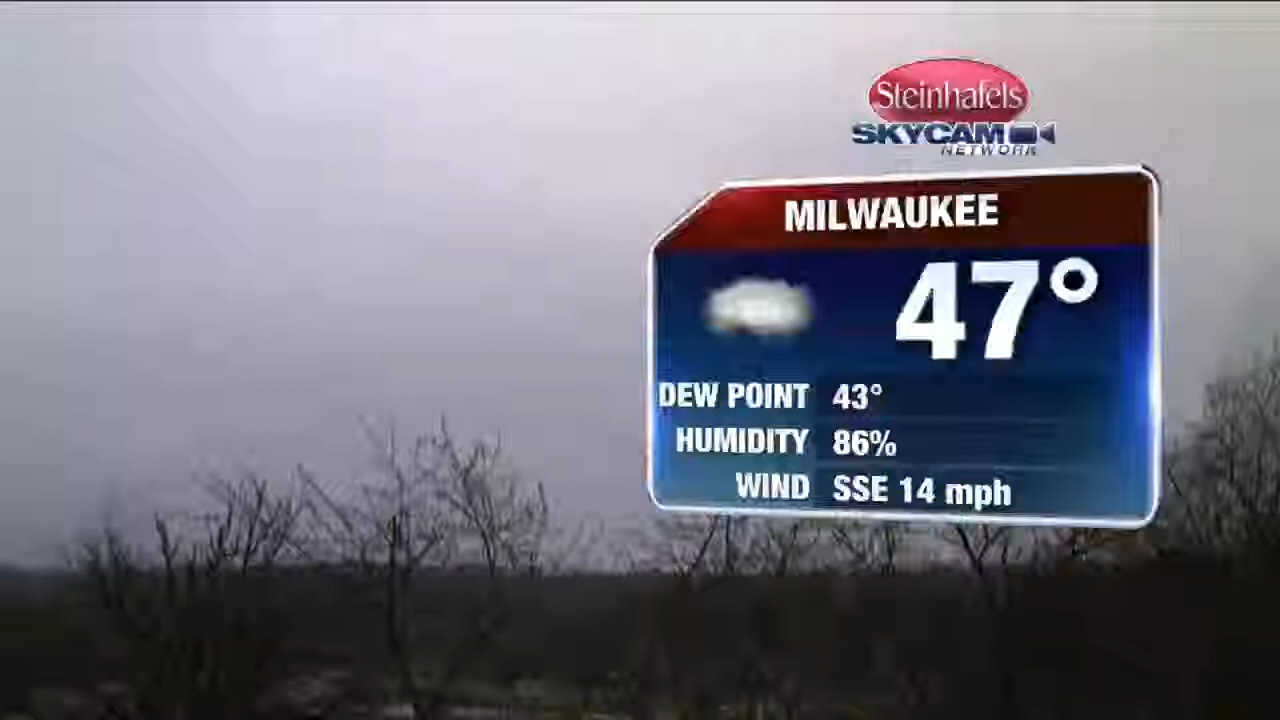 Steinhafels
SKYCAM
NETWORK
MILWAUKEE
47°
DEW POINT 43°
HUMIDITY 86%
WIND SSE 14 mph